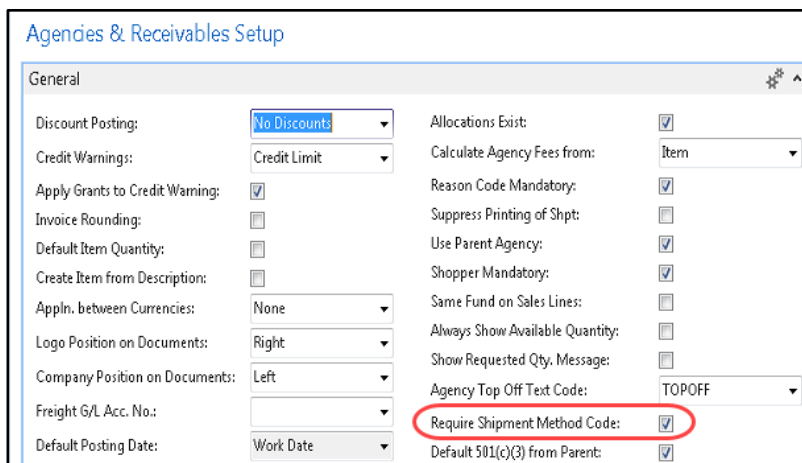 Agencies & Receivables Setup
General
Discount Posting: No Discounts
Credit Warnings: Credit Limit
Apply Grants to Credit Warning:
Invoice Rounding:
Default Item Quantity:
Create Item from Description:
Appln. between Currencies: None
Logo Position on Documents: Right
Company Position on Documents: Left
Freight G/L Acc. No.:
Default Posting Date: Work Date
Allocations Exist:
Calculate Agency Fees from: Item
Reason Code Mandatory:
Suppress Printing of Shpt:
Use Parent Agency:
Shopper Mandatory:
Same Fund on Sales Lines:
Always Show Available Quantity:
Show Requested Qty. Message:
Agency Top Off Text Code: TOPOFF
Require Shipment Method Code:
Default 501(c)(3) from Parent: